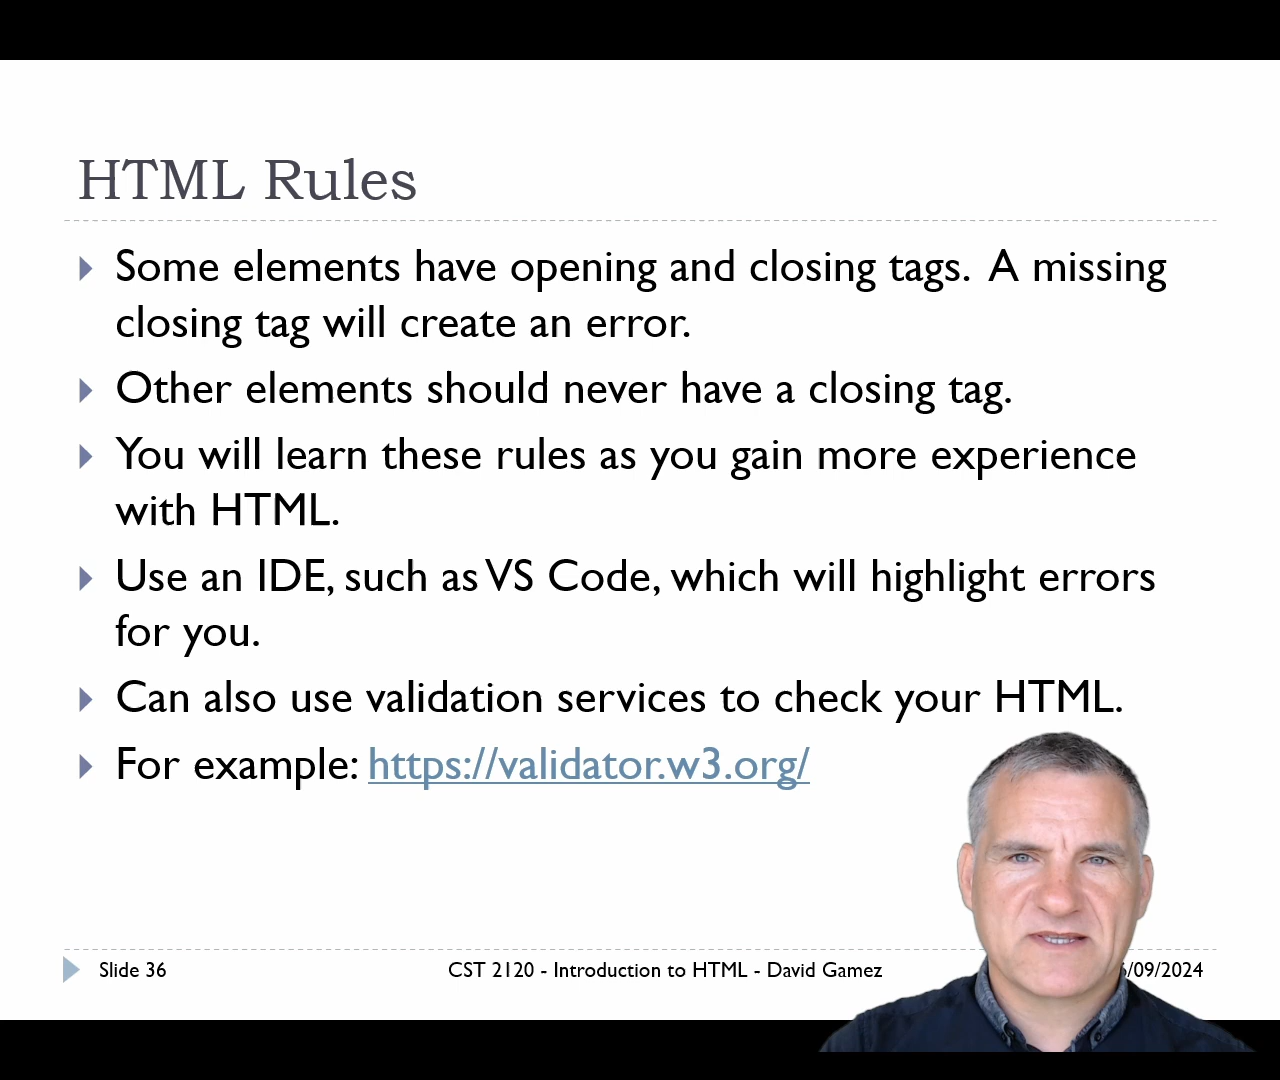 HTML Rules
Some elements have opening and closing tags. A missing
closing tag will create an error.
Other elements should never have a closing tag.
You will learn these rules as you gain more experience
with HTML.
Use an IDE, such as VS Code, which will highlight errors
for you.
Can also use validation services to check your HTML.
For example: https://validator.w3.org/
Slide 36
CST 2120 - Introduction to HTML - David Gamez
/09/2024